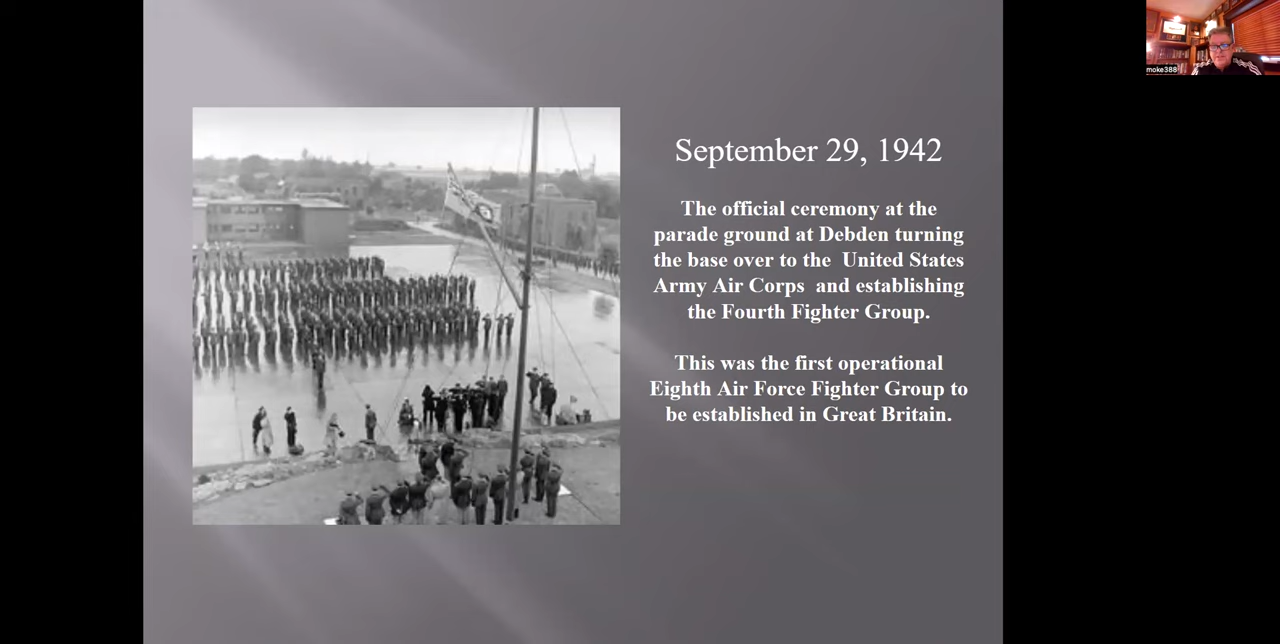 September 29, 1942
The official ceremony at the
parade ground at Debden turning
the base over to the United States
Army Air Corps and establishing
the Fourth Fighter Group.
This was the first operational
Eighth Air Force Fighter Group to
be established in Great Britain.
moke388